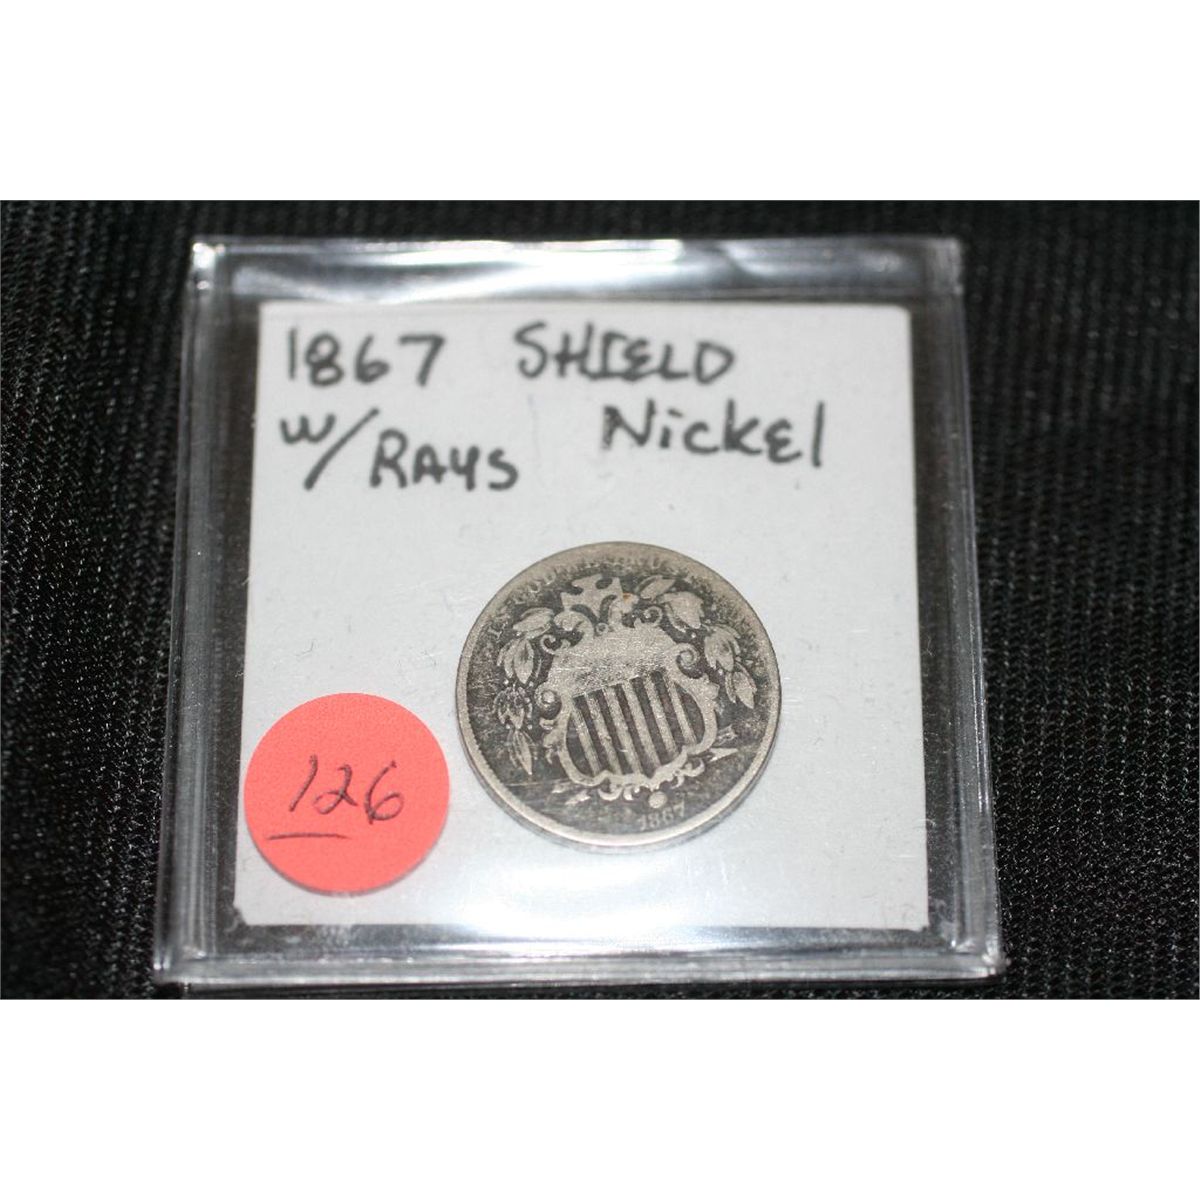 1867 SHIELD
w/RAYS Nickel
126
1867